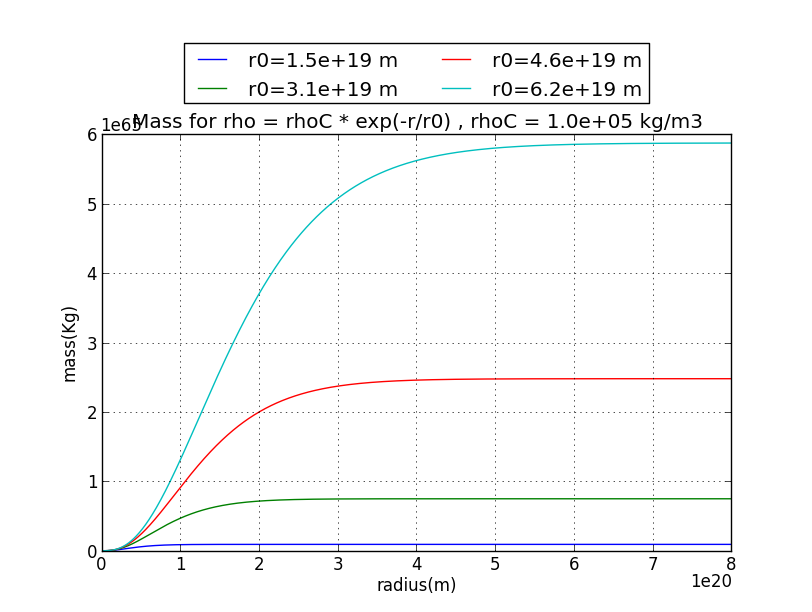 r0=1.5e+19 m
r0=4.6e+19 m
r0=3.1e+19 m
r0=6.2e+19 m
Mass for rho = rhoC * exp(-r/r0) , rhoC = 1.0e+05 kg/m3
6
5
4
3
2
1
0
mass(Kg)
0 1 2 3 4 5 6 7 8
1e20
radius(m)